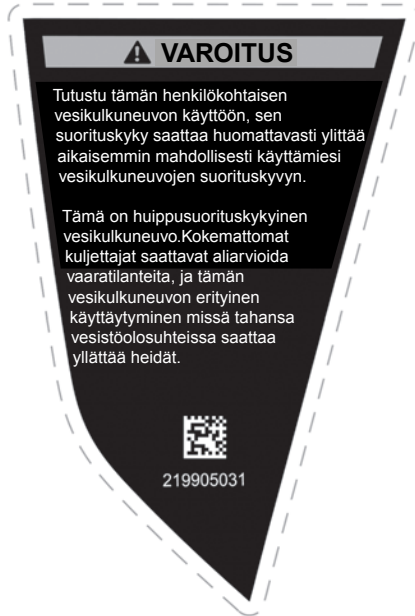 VAROITUS
Tutustu tämän henkilökohtaisen
vesikulkuneuvon käyttöön, sen
suorituskyky saattaa huomattavasti ylittää
aikaisemmin mahdollisesti käyttämiesi
vesikulkuneuvojen suorituskyvyn.
Tämä on huippusuorituskykyinen
vesikulkuneuvo.Kokemattomat
kuljettajat saattavat aliarvioida
vaaratilanteita, ja tämän
vesikulkuneuvon erityinen
käyttäytyminen missä tahansa
vesistöolosuhteissa saattaa
yllättää heidät.
219905031